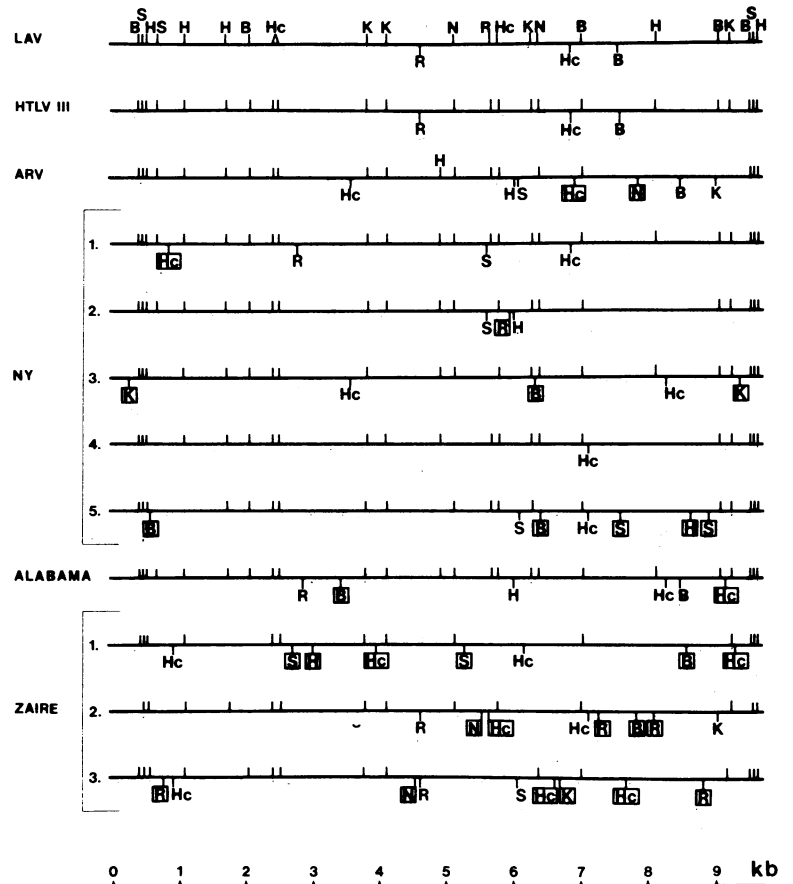 S
B HS H H B Hc K K N R Hc K N B H B K B S H
LAV
R Hc B
HTLV III
R Hc B
H
ARV
Hc H S Hc N B K
1.
Hc R S Hc
2.
S R H
NY
3.
K Hc B Hc K
4.
Hc
5.
B S B Hc S H S
ALABAMA
R B H Hc B Hc
1.
Hc S H Hc S Hc B Hc
ZAIRE
2.
R N Hc Hc R B R K
3.
R Hc N R S Hc K Hc R
0 1 2 3 4 5 6 7 8 9 kb